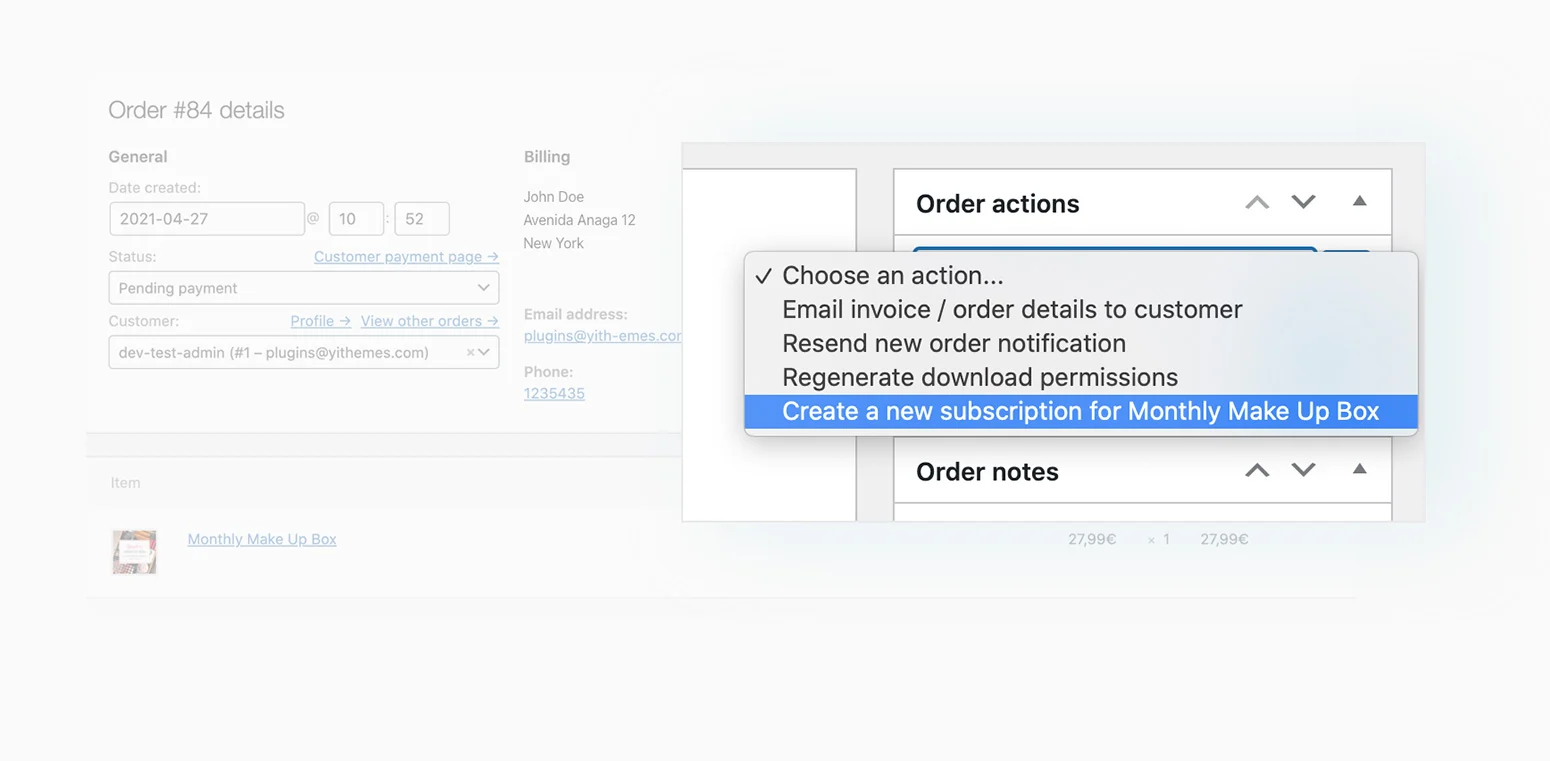 Order #84 details
General
Date created:
2021-04-27 @ 10 : 52
Status: Customer payment page →
Pending payment
Customer: Profile → View other orders →
dev-test-admin (#1 – plugins@yithemes.com) ×
Billing
John Doe
Avenida Anaga 12
New York
Email address:
plugins@yith-emes.cor
Phone:
1235435
Order actions
✓ Choose an action...
Email invoice / order details to customer
Resend new order notification
Regenerate download permissions
Create a new subscription for Monthly Make Up Box
Order notes
Item
Monthly Make Up Box 27,99€ × 1 27,99€